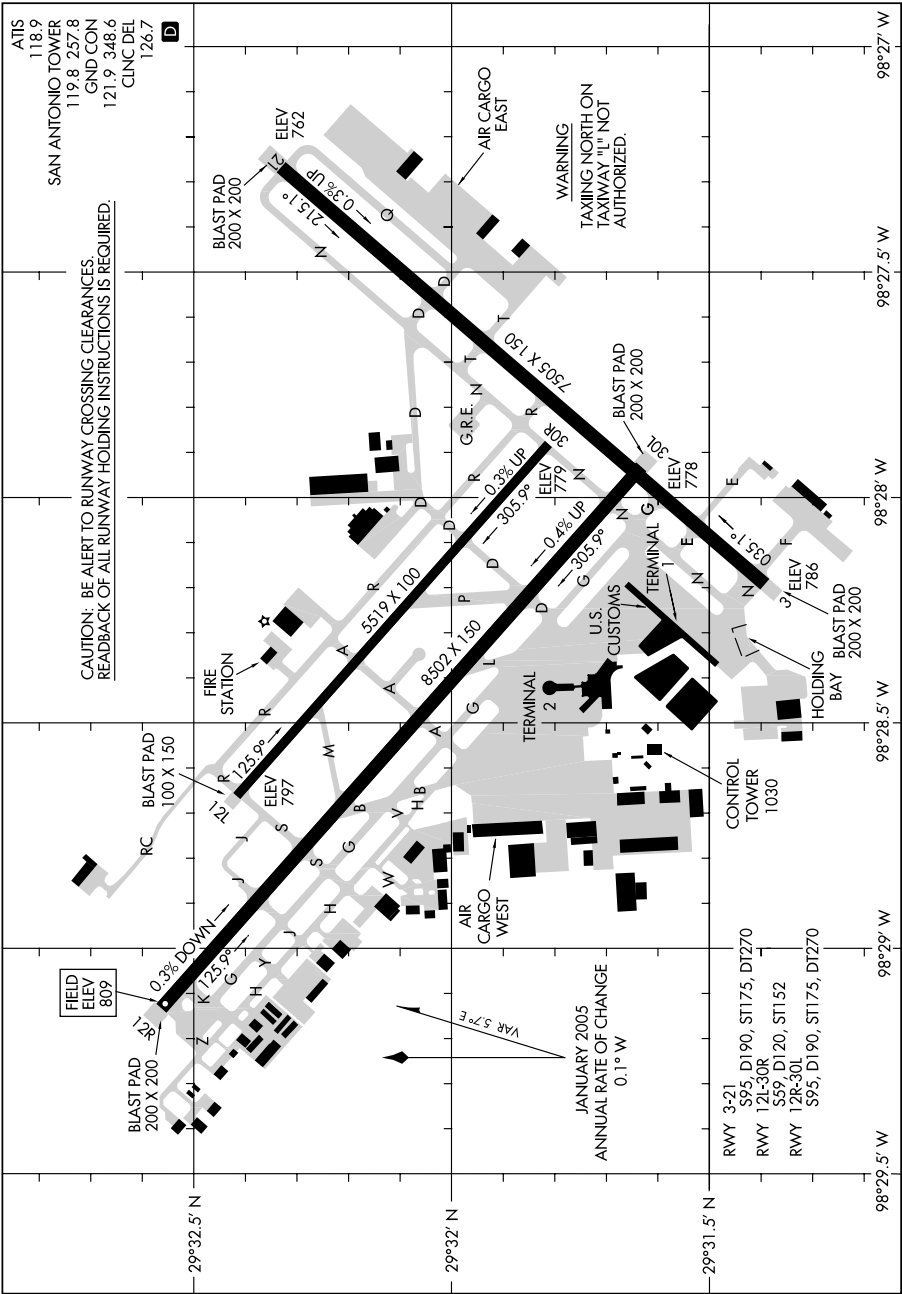 ATIS
118.9
SAN ANTONIO TOWER
119.8 257.8
GND CON
121.9 348.6
CLNC DEL
126.7
D
CAUTION: BE ALERT TO RUNWAY CROSSING CLEARANCES.
READBACK OF ALL RUNWAY HOLDING INSTRUCTIONS IS REQUIRED.
FIELD
ELEV
809
BLAST PAD
200 X 200
12R
0.3% DOWN
125.9°
K
Z
G
H
Y
J
H
J
J
S
S
G
B
W
V
H
B
M
A
A
A
G
L
RC
BLAST PAD
100 X 150
12L
ELEV
797
125.9°
R
R
R
R
FIRE
STATION
5519 X 100
8502 X 150
P
D
D
D
D
D
D
D
G
0.3% UP
305.9°
0.4% UP
305.9°
ELEV
779
30R
G.R.E.
R
R
N
T
T
N
N
N
Q
BLAST PAD
200 X 200
21
ELEV
762
215.1°
0.3% UP
7505 X 150
AIR CARGO
EAST
WARNING
TAXIING NORTH ON
TAXIWAY "L" NOT
AUTHORIZED.
BLAST PAD
200 X 200
30L
ELEV
778
G
E
E
F
N
N
035.1°
3
ELEV
786
BLAST PAD
200 X 200
HOLDING
BAY
TERMINAL
1
U.S.
CUSTOMS
TERMINAL
2
CONTROL
TOWER
1030
AIR
CARGO
WEST
VAR 5.7° E
JANUARY 2005
ANNUAL RATE OF CHANGE
0.1° W
RWY 3-21
S95, D190, ST175, DT270
RWY 12L-30R
S59, D120, ST152
RWY 12R-30L
S95, D190, ST175, DT270
29°32.5' N
29°32' N
29°31.5' N
98°29.5' W
98°29' W
98°28.5' W
98°28' W
98°27.5' W
98°27' W